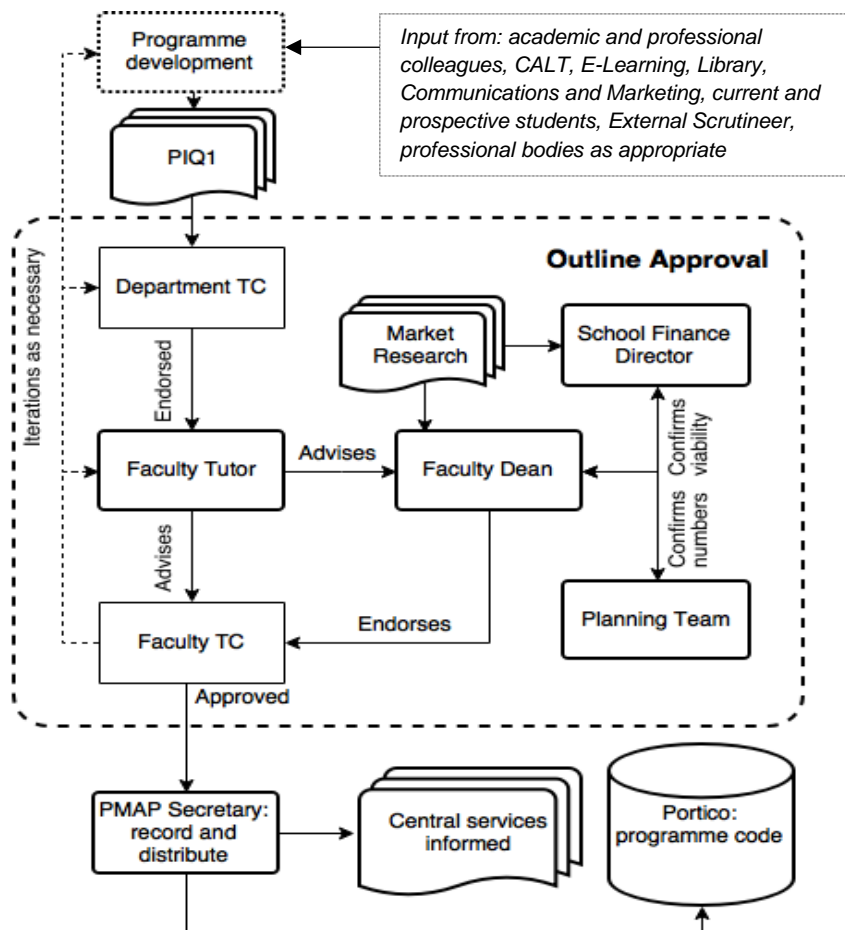 Programme
development
Input from: academic and professional
colleagues, CALT, E-Learning, Library,
Communications and Marketing, current and
prospective students, External Scrutineer,
professional bodies as appropriate
PIQ1
Outline Approval
Iterations as necessary
Department TC
Endorsed
Market
Research
School Finance
Director
Faculty Tutor
Advises
Faculty Dean
Confirms
viability
Confirms
numbers
Advises
Planning Team
Faculty TC
Endorses
Approved
PMAP Secretary:
record and
distribute
Central services
informed
Portico:
programme code